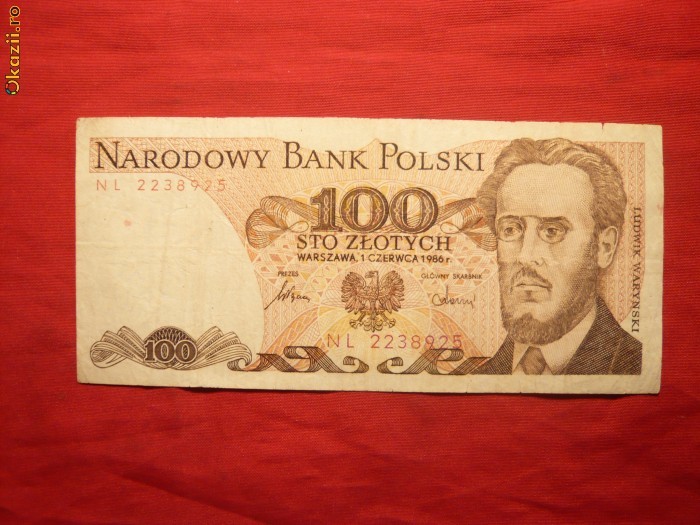 Okazii.ro
NARODOWY BANK POLSKI
NL 2238925
100
STO ZŁOTYCH
WARSZAWA, 1 CZERWCA 1986 r.
PREZES
GŁÓWNY SKARBNIK
LUDWIK WARYŃSKI
NL 2238925
100